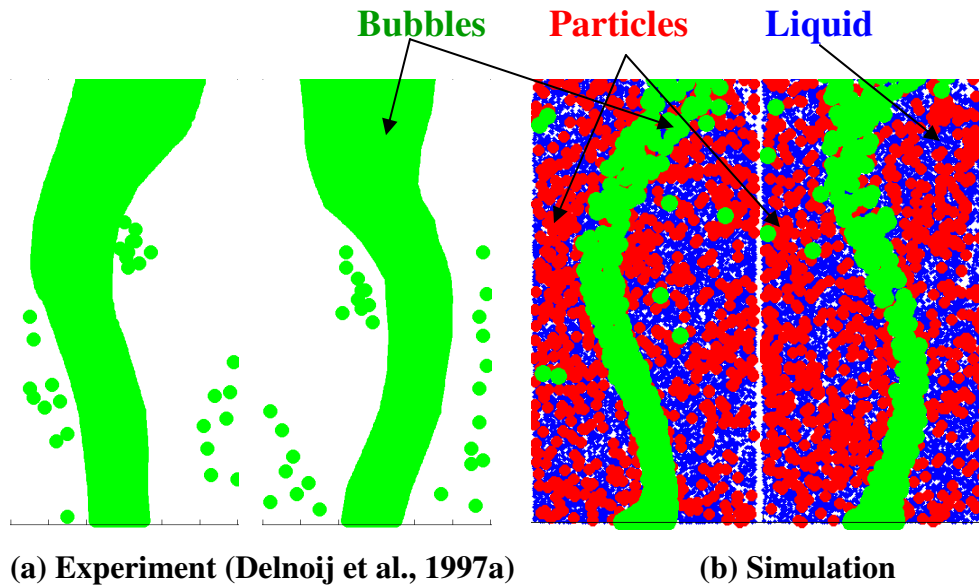 Bubbles Particles Liquid
(a) Experiment (Delnoij et al., 1997a) (b) Simulation